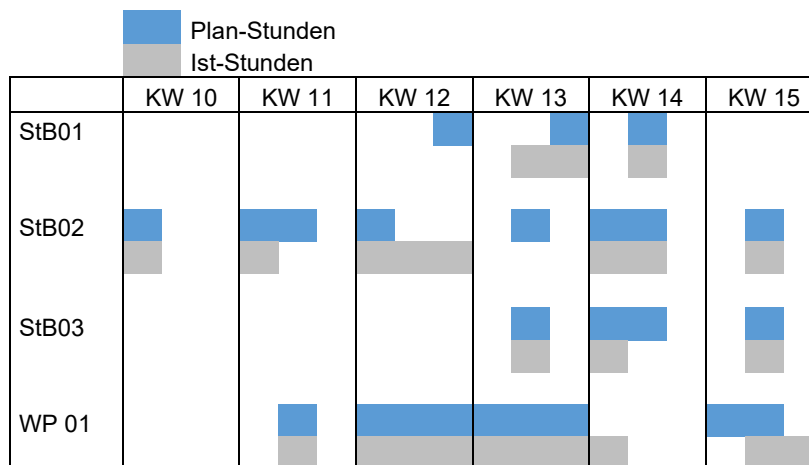 Plan-Stunden
Ist-Stunden
KW 10 KW 11 KW 12 KW 13 KW 14 KW 15
StB01
StB02
StB03
WP 01